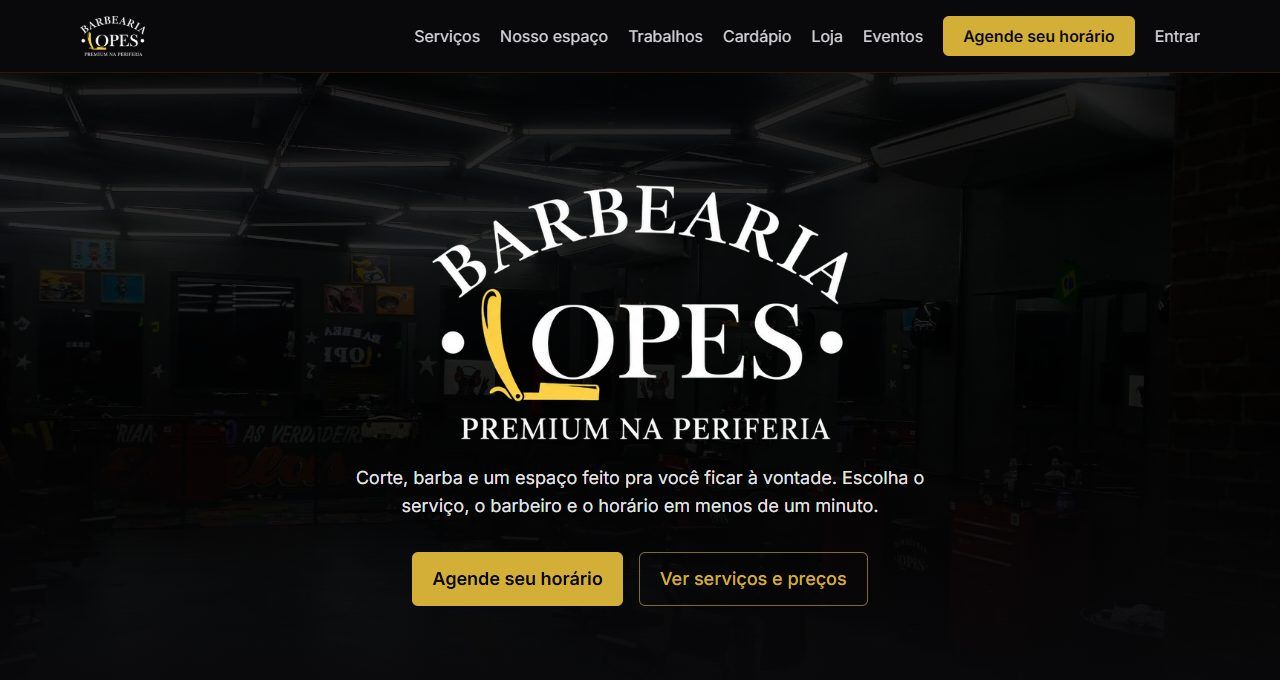 BARBEARIA
LOPES
PREMIUM NA PERIFERIA
Serviços
Nosso espaço
Trabalhos
Cardápio
Loja
Eventos
Agende seu horário
Entrar
BARBEARIA
LOPES
PREMIUM NA PERIFERIA
AS VERDADEIR
Corte, barba e um espaço feito pra você ficar à vontade. Escolha o
serviço, o barbeiro e o horário em menos de um minuto.
Agende seu horário
Ver serviços e preços